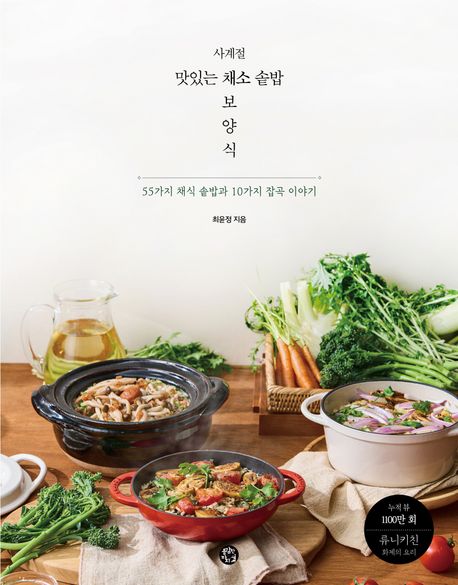 사계절
맛있는 채소 솥밥
보
양
식
55가지 채식 솥밥과 10가지 잡곡 이야기
최윤정 지음
누적 뷰
1100만 회
류니키친
화제의 요리